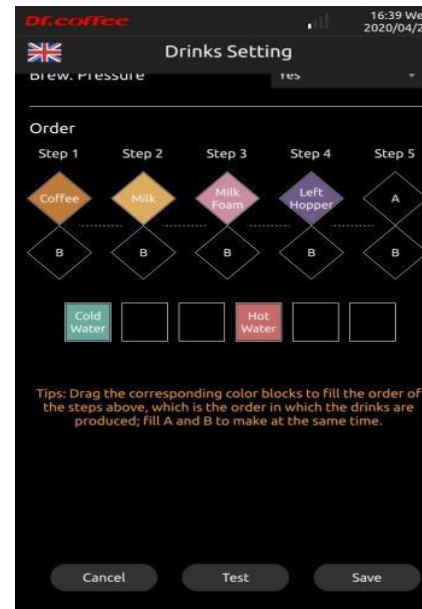 Dr.coffee
16:39 We
2020/04/2
Drinks Setting
Brew. Pressure Yes
Order
Step 1 Step 2 Step 3 Step 4 Step 5
Coffee Milk Milk Foam Left Hopper A
B B B B B
Cold Water Hot Water
Tips: Drag the corresponding color blocks to fill the order of
the steps above, which is the order in which the drinks are
produced; fill A and B to make at the same time.
Cancel Test Save